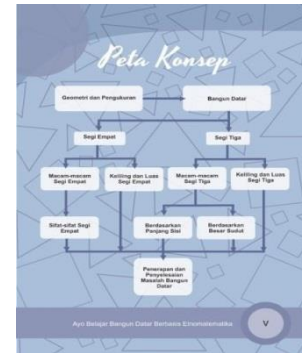 Peta Konsep
Geometri dan Pengukuran
Bangun Datar
Segi Empat
Segi Tiga
Macam-macam
Segi Empat
Keliling dan Luas
Segi Empat
Macam-macam
Segi Tiga
Keliling dan Luas
Segi Tiga
Sifat-sifat Segi
Empat
Berdasarkan
Panjang Sisi
Berdasarkan
Besar Sudut
Penerapan dan
Penyelesaian
Masalah Bangun
Datar
Ayo Belajar Bangun Datar Berbasis Etnomatematika
V